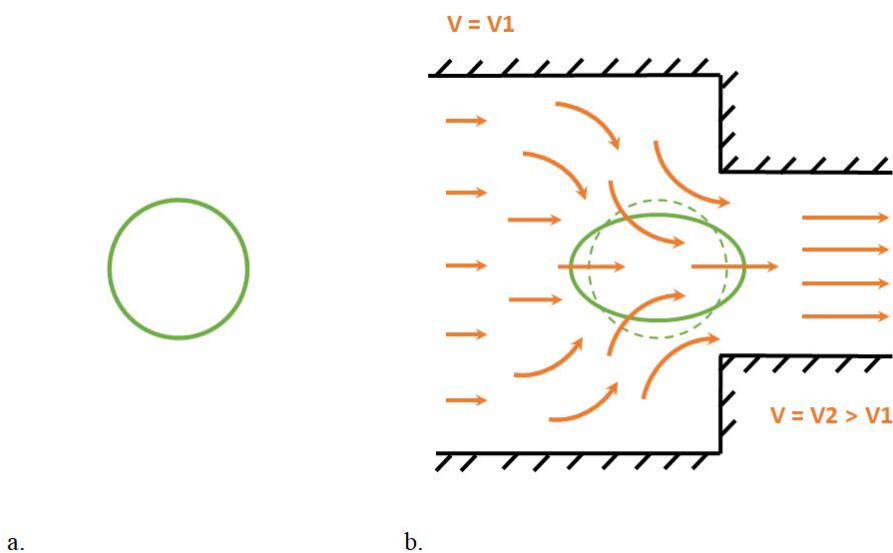 V = V1
V = V2 > V1
a.
b.